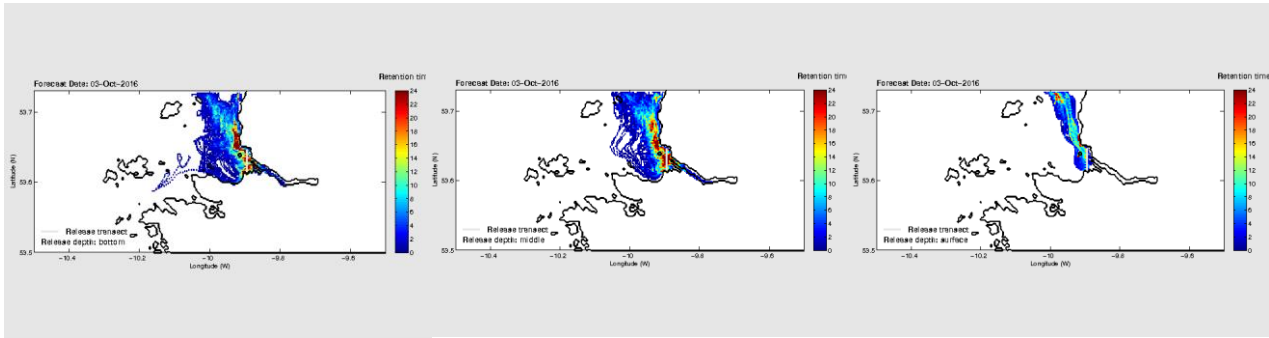 Forecast Date: 03-Oct-2016
Retention tim
53.7
53.6
53.5
Latitude (N)
Release transect
Release depth: bottom
-10.4 -10.2 -10 -9.8 -9.6
Longitude (W)
24
22
20
18
16
14
12
10
8
6
4
2
0
Forecast Date: 03-Oct-2016
Retention tim
53.7
53.6
53.5
Latitude (N)
Release transect
Release depth: middle
-10.4 -10.2 -10 -9.8 -9.6
Longitude (W)
24
22
20
18
16
14
12
10
8
6
4
2
0
Forecast Date: 03-Oct-2016
Retention time
53.7
53.6
53.5
Latitude (N)
Release transect
Release depth: surface
-10.4 -10.2 -10 -9.8 -9.6
Longitude (W)
24
22
20
18
16
14
12
10
8
6
4
2
0